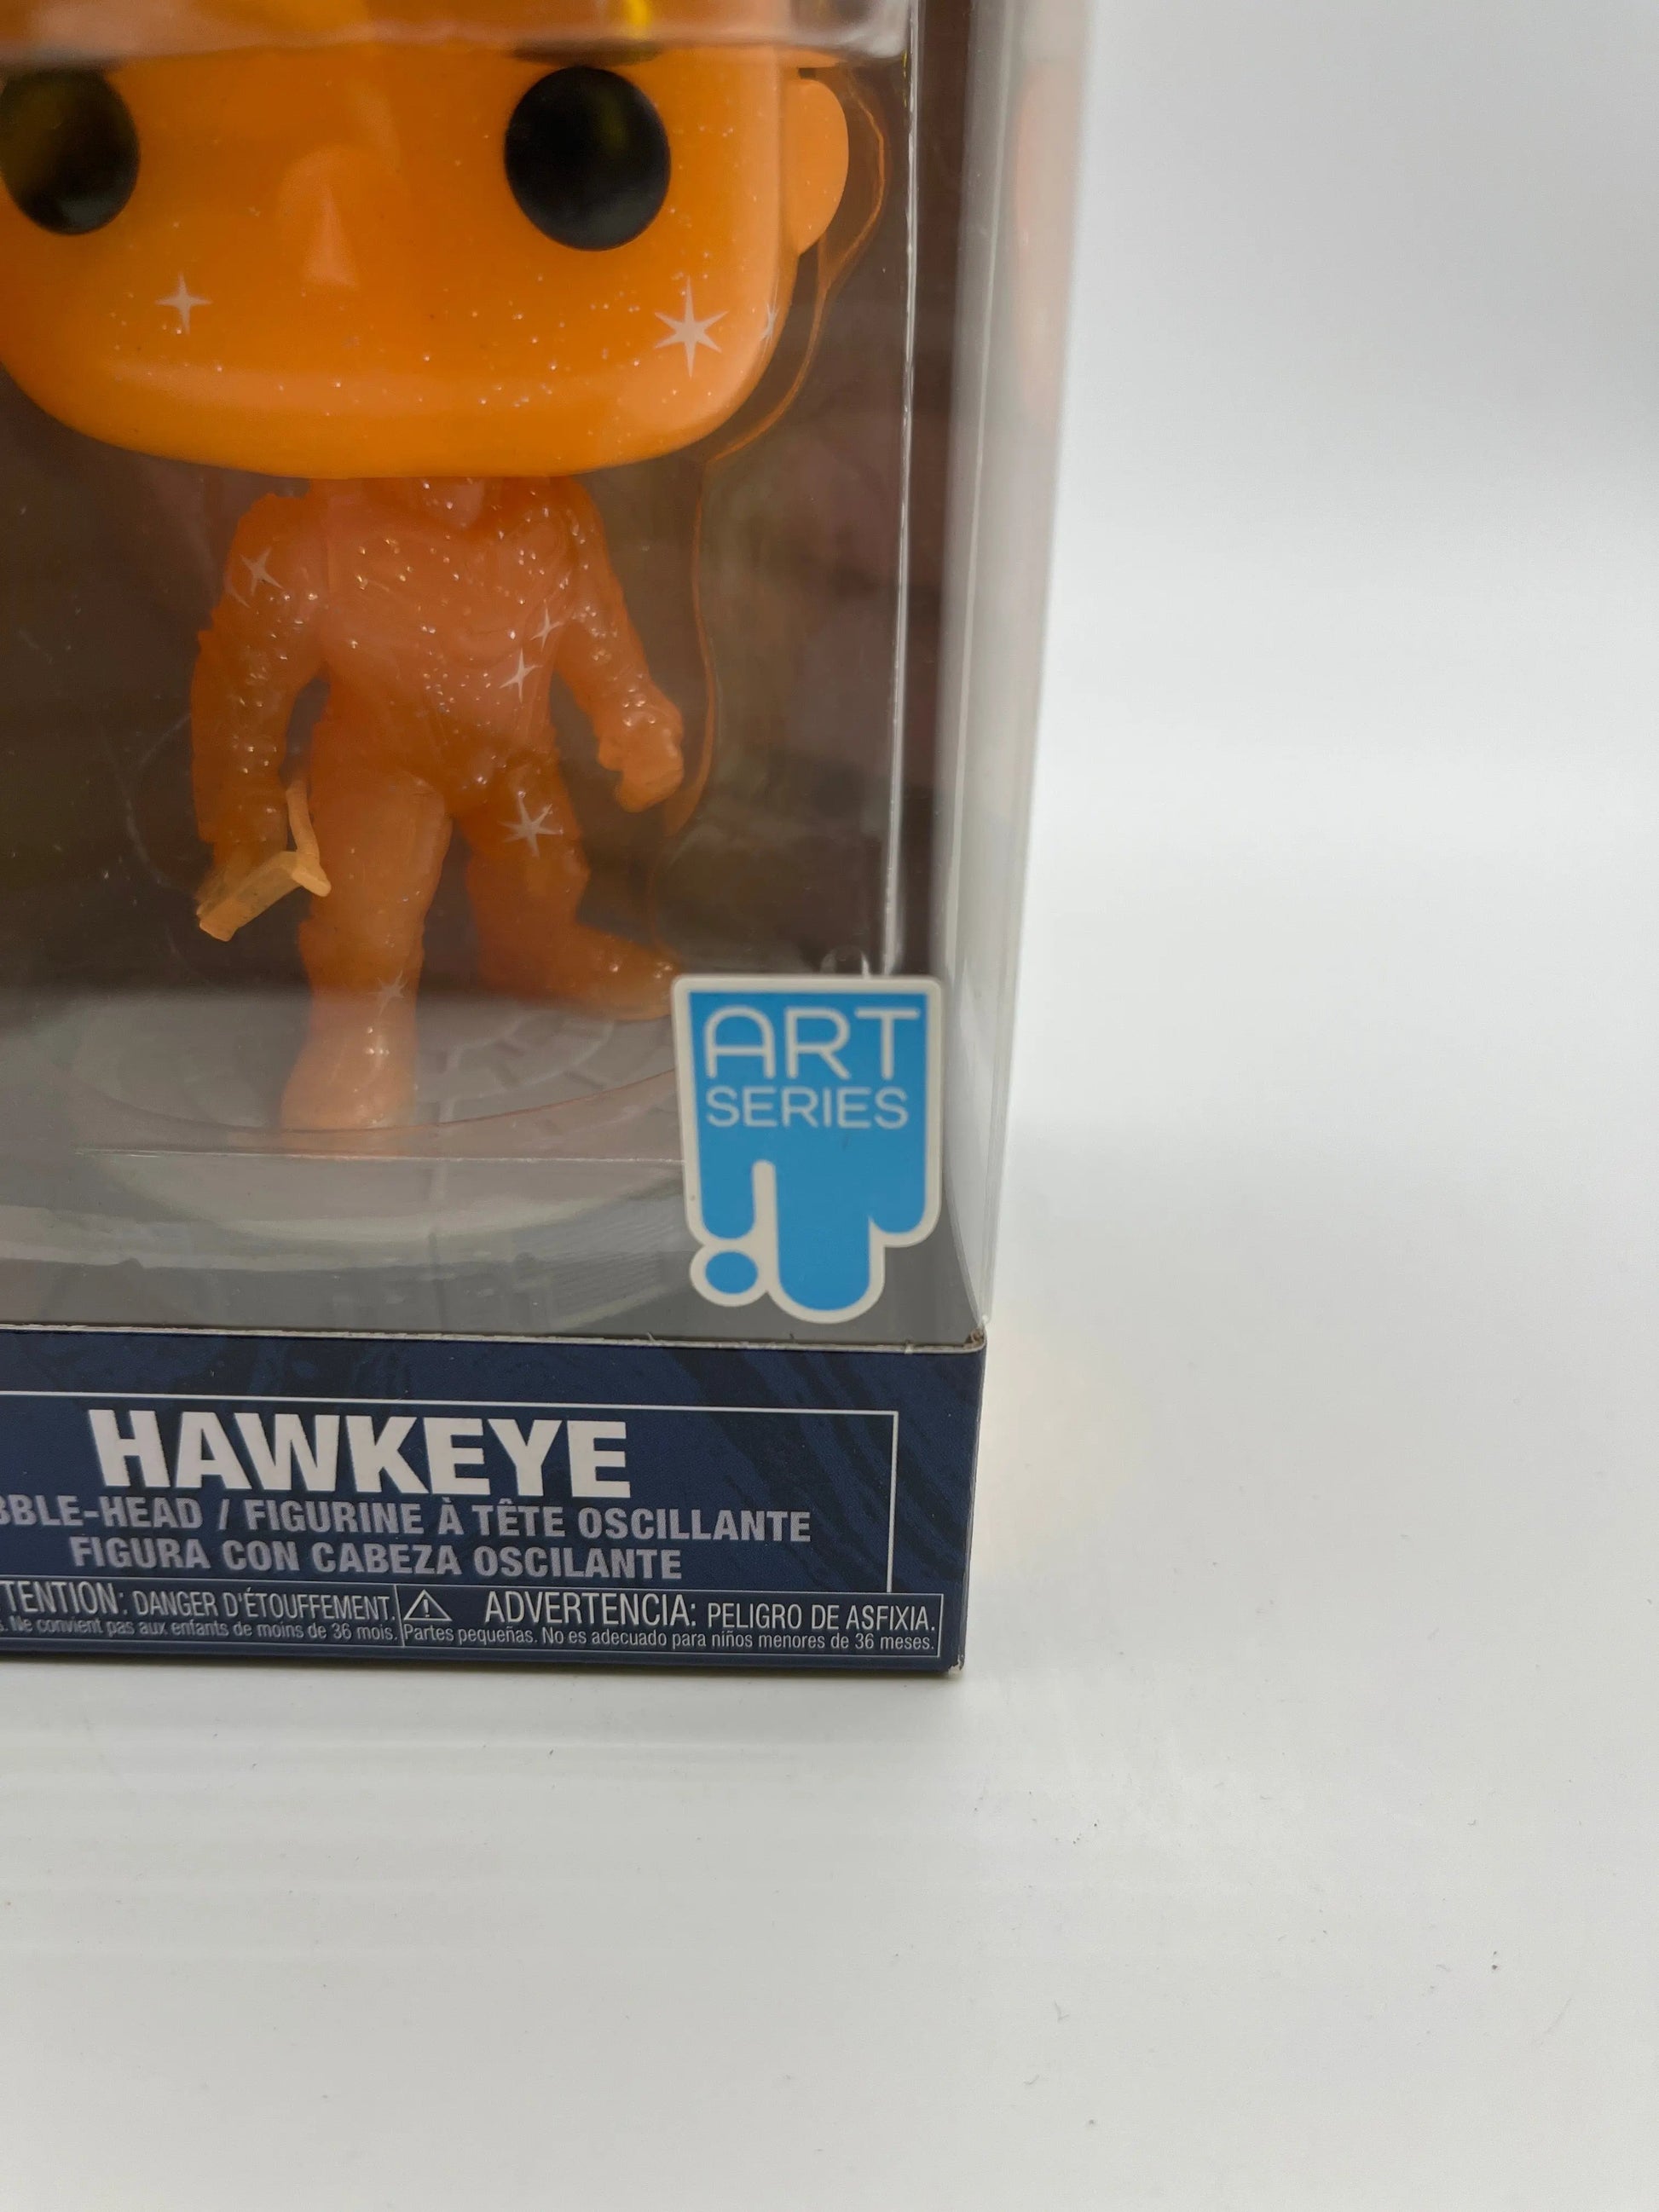 ART
SERIES
HAWKEYE
BBLE-HEAD / FIGURINE À TÊTE OSCILLANTE
FIGURA CON CABEZA OSCILANTE
TENTION: DANGER D'ÉTOUFFEMENT.
s. Ne convient pas aux enfants de moins de 36 mois.
⚠ ADVERTENCIA: PELIGRO DE ASFIXIA.
Partes pequeñas. No es adecuado para niños menores de 36 meses.